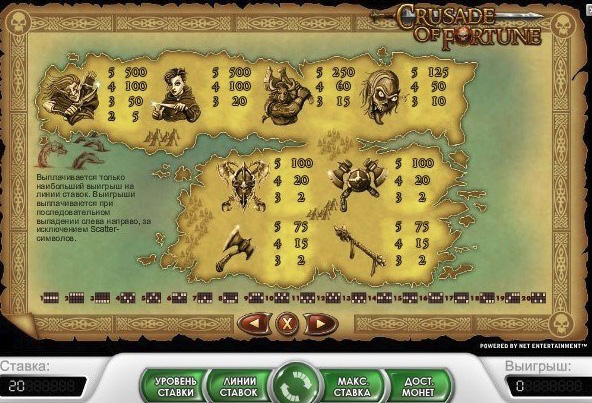 CRUSADE
OF FORTUNE
5 500 5 500 5 250 5 125
4 100 4 100 4 60 4 50
3 50 3 20 3 15 3 10
2 5
Выплачивается только
наибольший выигрыш на
линии ставок. Выигрыши
выплачиваются при
последовательном
выпадении слева направо, за
исключением Scatter-
символов.
5 100 5 100
4 20 4 20
3 2 3 2
5 75 5 75
4 15 4 15
3 2 3 2
1 2 3 4 5 6 7 8 9 10 11 12 13 14 15 16 17 18 19 20
X
POWERED BY NET ENTERTAINMENT™
Ставка: Выигрыш:
20 0
УРОВЕНЬ СТАВКИ
ЛИНИИ СТАВОК
МАКС. СТАВКА
ДОСТ. МОНЕТ